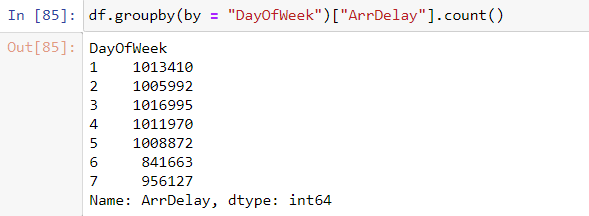 In [85]: df.groupby(by = "DayOfWeek")["ArrDelay"].count()
Out[85]: DayOfWeek
1    1013410
2    1005992
3    1016995
4    1011970
5    1008872
6     841663
7     956127
Name: ArrDelay, dtype: int64